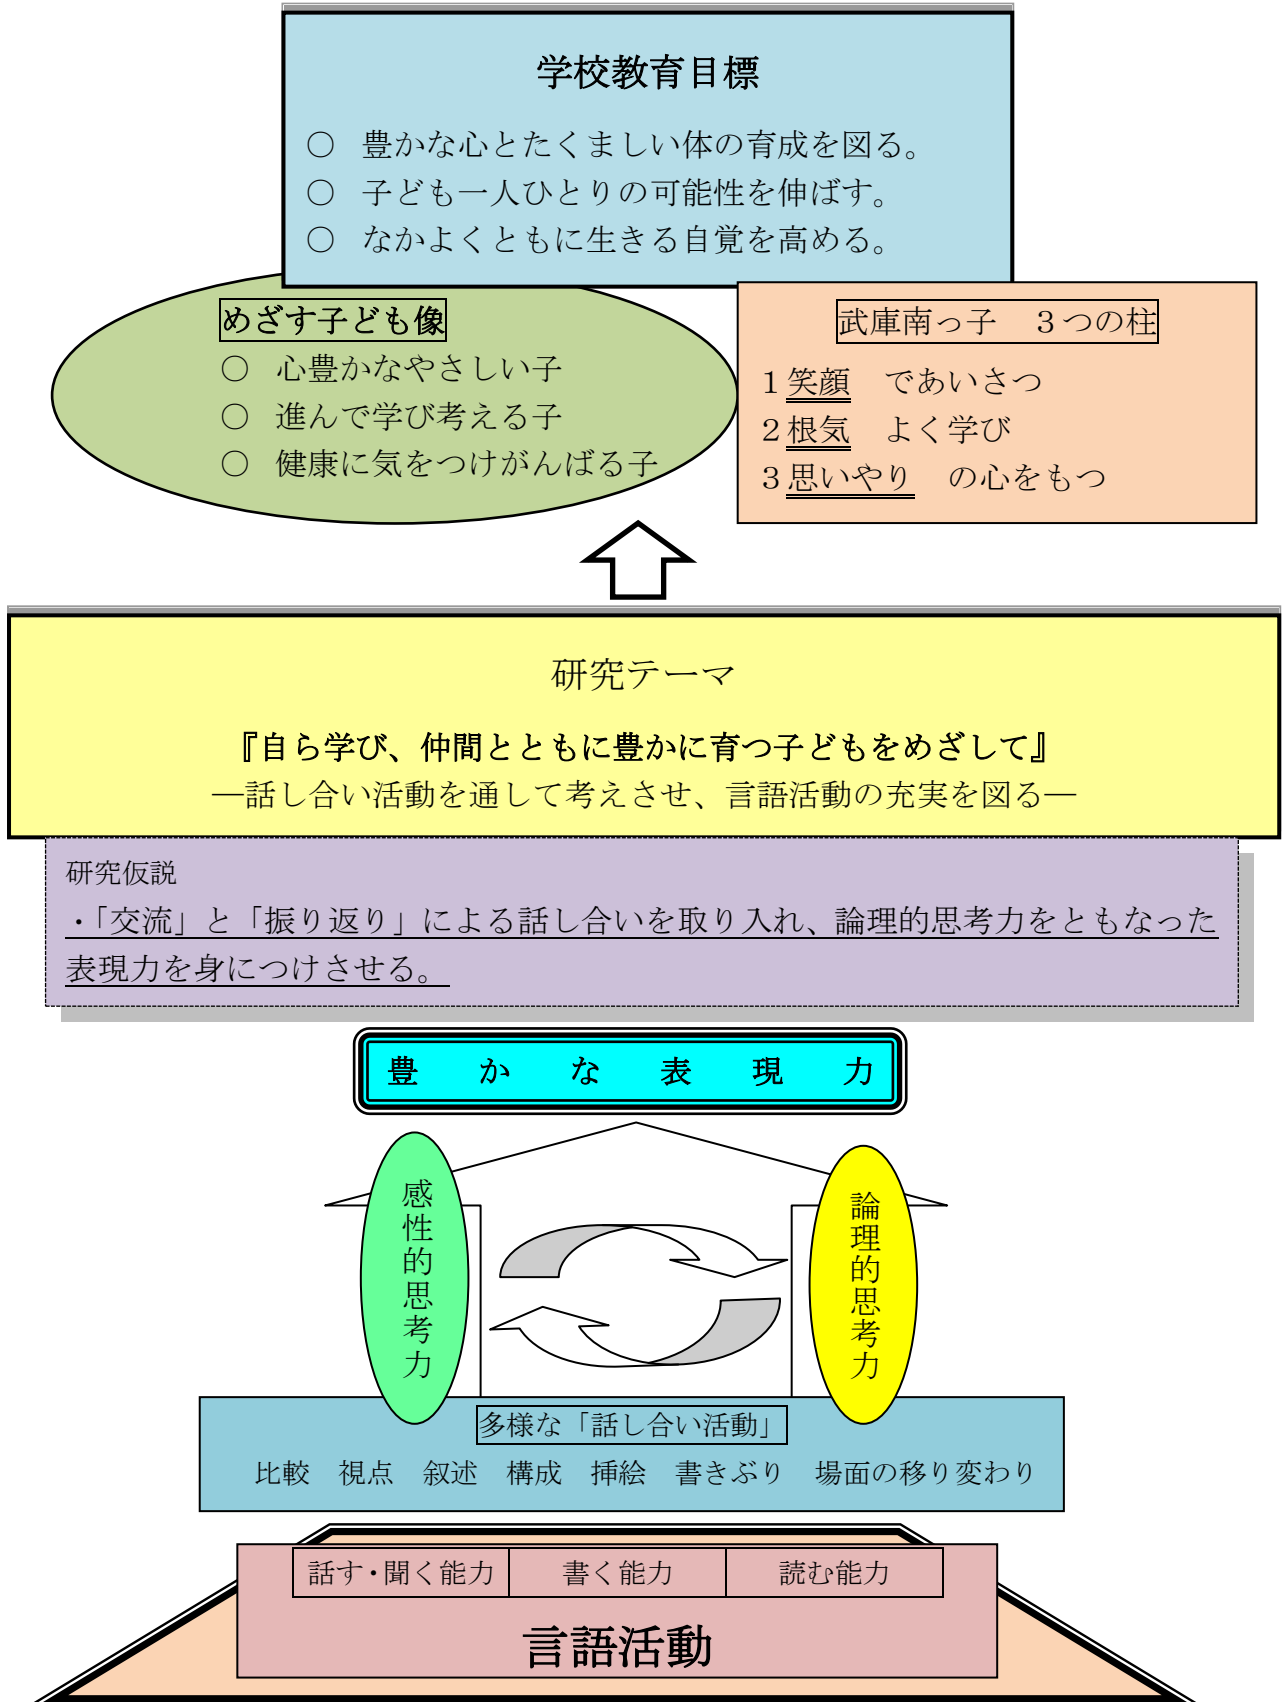 学校教育目標
○　豊かな心とたくましい体の育成を図る。
○　子ども一人ひとりの可能性を伸ばす。
○　なかよくともに生きる自覚を高める。
めざす子ども像
○　心豊かなやさしい子
○　進んで学び考える子
○　健康に気をつけがんばる子
武庫南っ子　３つの柱
１笑顔　であいさつ
２根気　よく学び
３思いやり　の心をもつ
研究テーマ
『自ら学び、仲間とともに豊かに育つ子どもをめざして』
―話し合い活動を通して考えさせ、言語活動の充実を図る―
研究仮説
・「交流」と「振り返り」による話し合いを取り入れ、論理的思考力をともなった
表現力を身につけさせる。
豊　か　な　表　現　力
感性的思考力
論理的思考力
多様な「話し合い活動」
比較　視点　叙述　構成　挿絵　書きぶり　場面の移り変わり
話す・聞く能力　書く能力　読む能力
言語活動